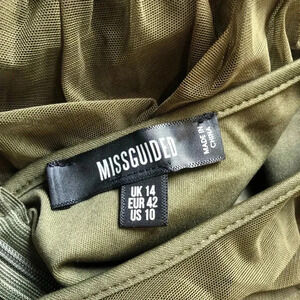 MISSGUIDED
MADE IN
CHINA
UK 14
EUR 42
US 10